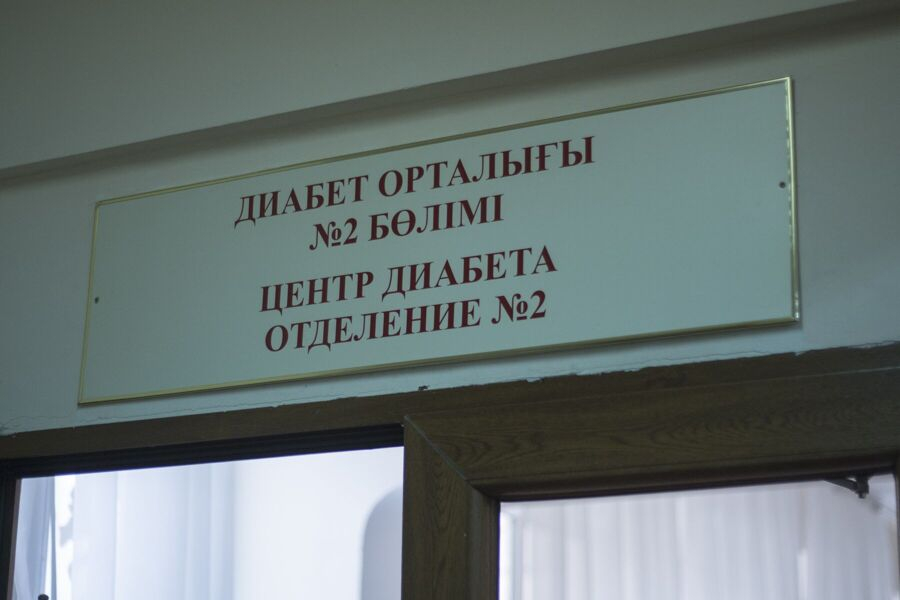 ДИАБЕТ ОРТАЛЫҒЫ
№2 БӨЛІМІ
ЦЕНТР ДИАБЕТА
ОТДЕЛЕНИЕ №2